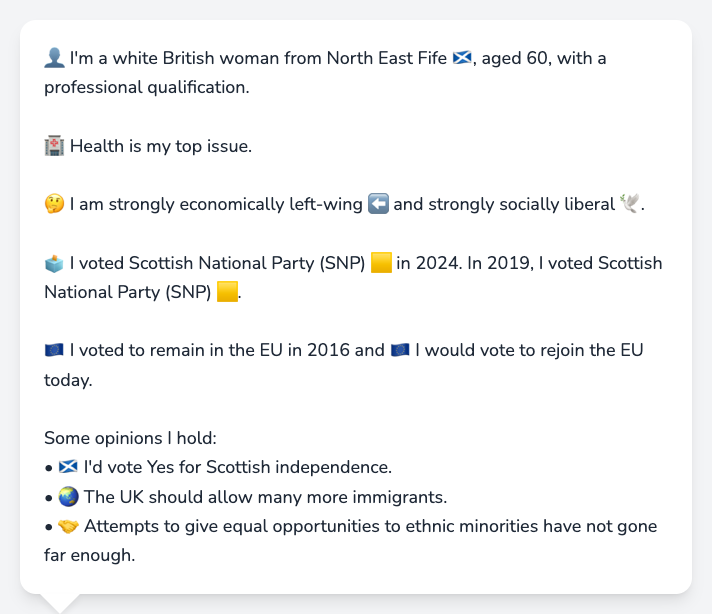 👤 I'm a white British woman from North East Fife 🏴󠁧󠁢󠁳󠁣󠁴󠁿, aged 60, with a
professional qualification.
🏥 Health is my top issue.
🤔 I am strongly economically left-wing ⬅️ and strongly socially liberal 🕊️.
🗳️ I voted Scottish National Party (SNP) 🟨 in 2024. In 2019, I voted Scottish
National Party (SNP) 🟨.
🇪🇺 I voted to remain in the EU in 2016 and 🇪🇺 I would vote to rejoin the EU
today.
Some opinions I hold:
• 🏴󠁧󠁢󠁳󠁣󠁴󠁿 I'd vote Yes for Scottish independence.
• 🌏 The UK should allow many more immigrants.
• 🤝 Attempts to give equal opportunities to ethnic minorities have not gone
far enough.